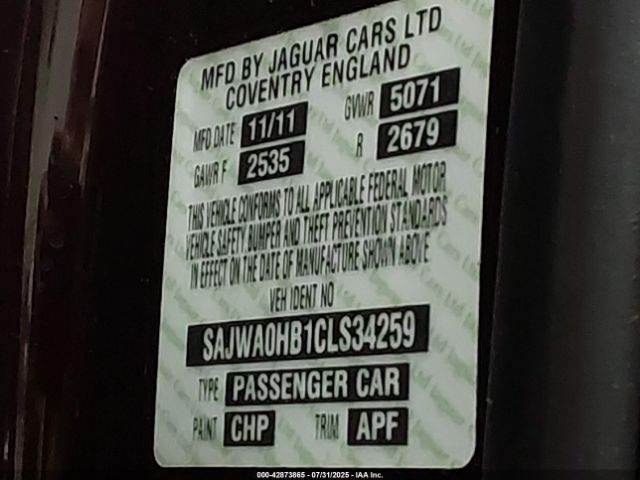 MFD BY JAGUAR CARS LTD
COVENTRY ENGLAND
MFD DATE 11/11 GVWR 5071
GAWR F 2535 R 2679
THIS VEHICLE CONFORMS TO ALL APPLICABLE FEDERAL MOTOR
VEHICLE SAFETY, BUMPER AND THEFT PREVENTION STANDARDS
IN EFFECT ON THE DATE OF MANUFACTURE SHOWN ABOVE
VEH IDENT NO
SAJWA0HB1CLS34259
TYPE PASSENGER CAR
PAINT CHP TRIM APF
000-42873865 - 07/31/2025 - IAA Inc.